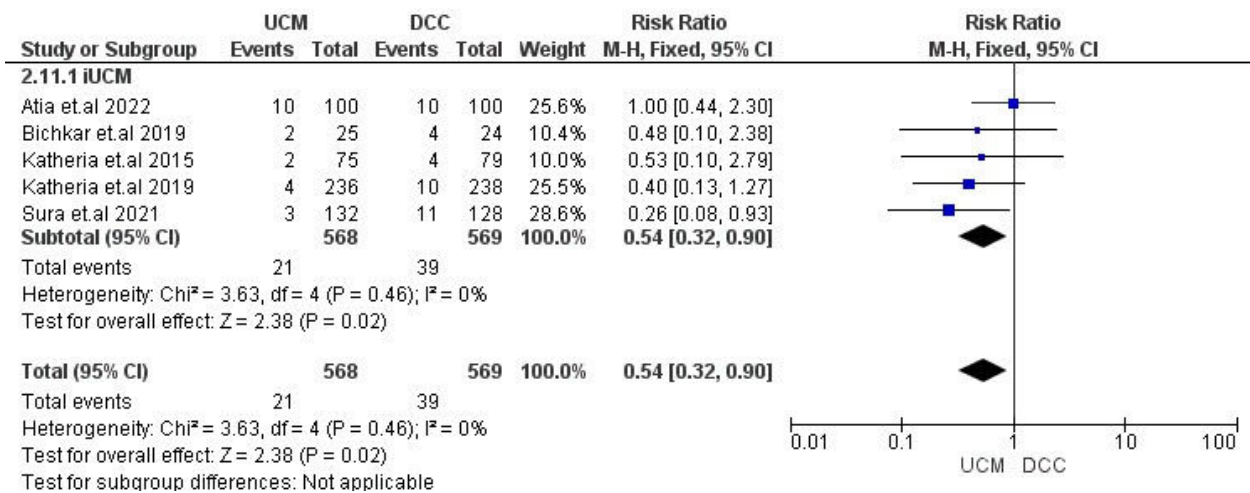 UCM DCC Risk Ratio Risk Ratio
Study or Subgroup Events Total Events Total Weight M-H, Fixed, 95% CI M-H, Fixed, 95% CI
2.11.1 iUCM
Atia et.al 2022 10 100 10 100 25.6% 1.00 [0.44, 2.30]
Bichkar et.al 2019 2 25 4 24 10.4% 0.48 [0.10, 2.38]
Katheria et.al 2015 2 75 4 79 10.0% 0.53 [0.10, 2.79]
Katheria et.al 2019 4 236 10 238 25.5% 0.40 [0.13, 1.27]
Sura et.al 2021 3 132 11 128 28.6% 0.26 [0.08, 0.93]
Subtotal (95% CI) 568 569 100.0% 0.54 [0.32, 0.90]
Total events 21 39
Heterogeneity: Chi² = 3.63, df = 4 (P = 0.46); I² = 0%
Test for overall effect: Z = 2.38 (P = 0.02)
Total (95% CI) 568 569 100.0% 0.54 [0.32, 0.90]
Total events 21 39
Heterogeneity: Chi² = 3.63, df = 4 (P = 0.46); I² = 0%
Test for overall effect: Z = 2.38 (P = 0.02)
Test for subgroup differences: Not applicable
0.01 0.1 1 10 100
UCM DCC